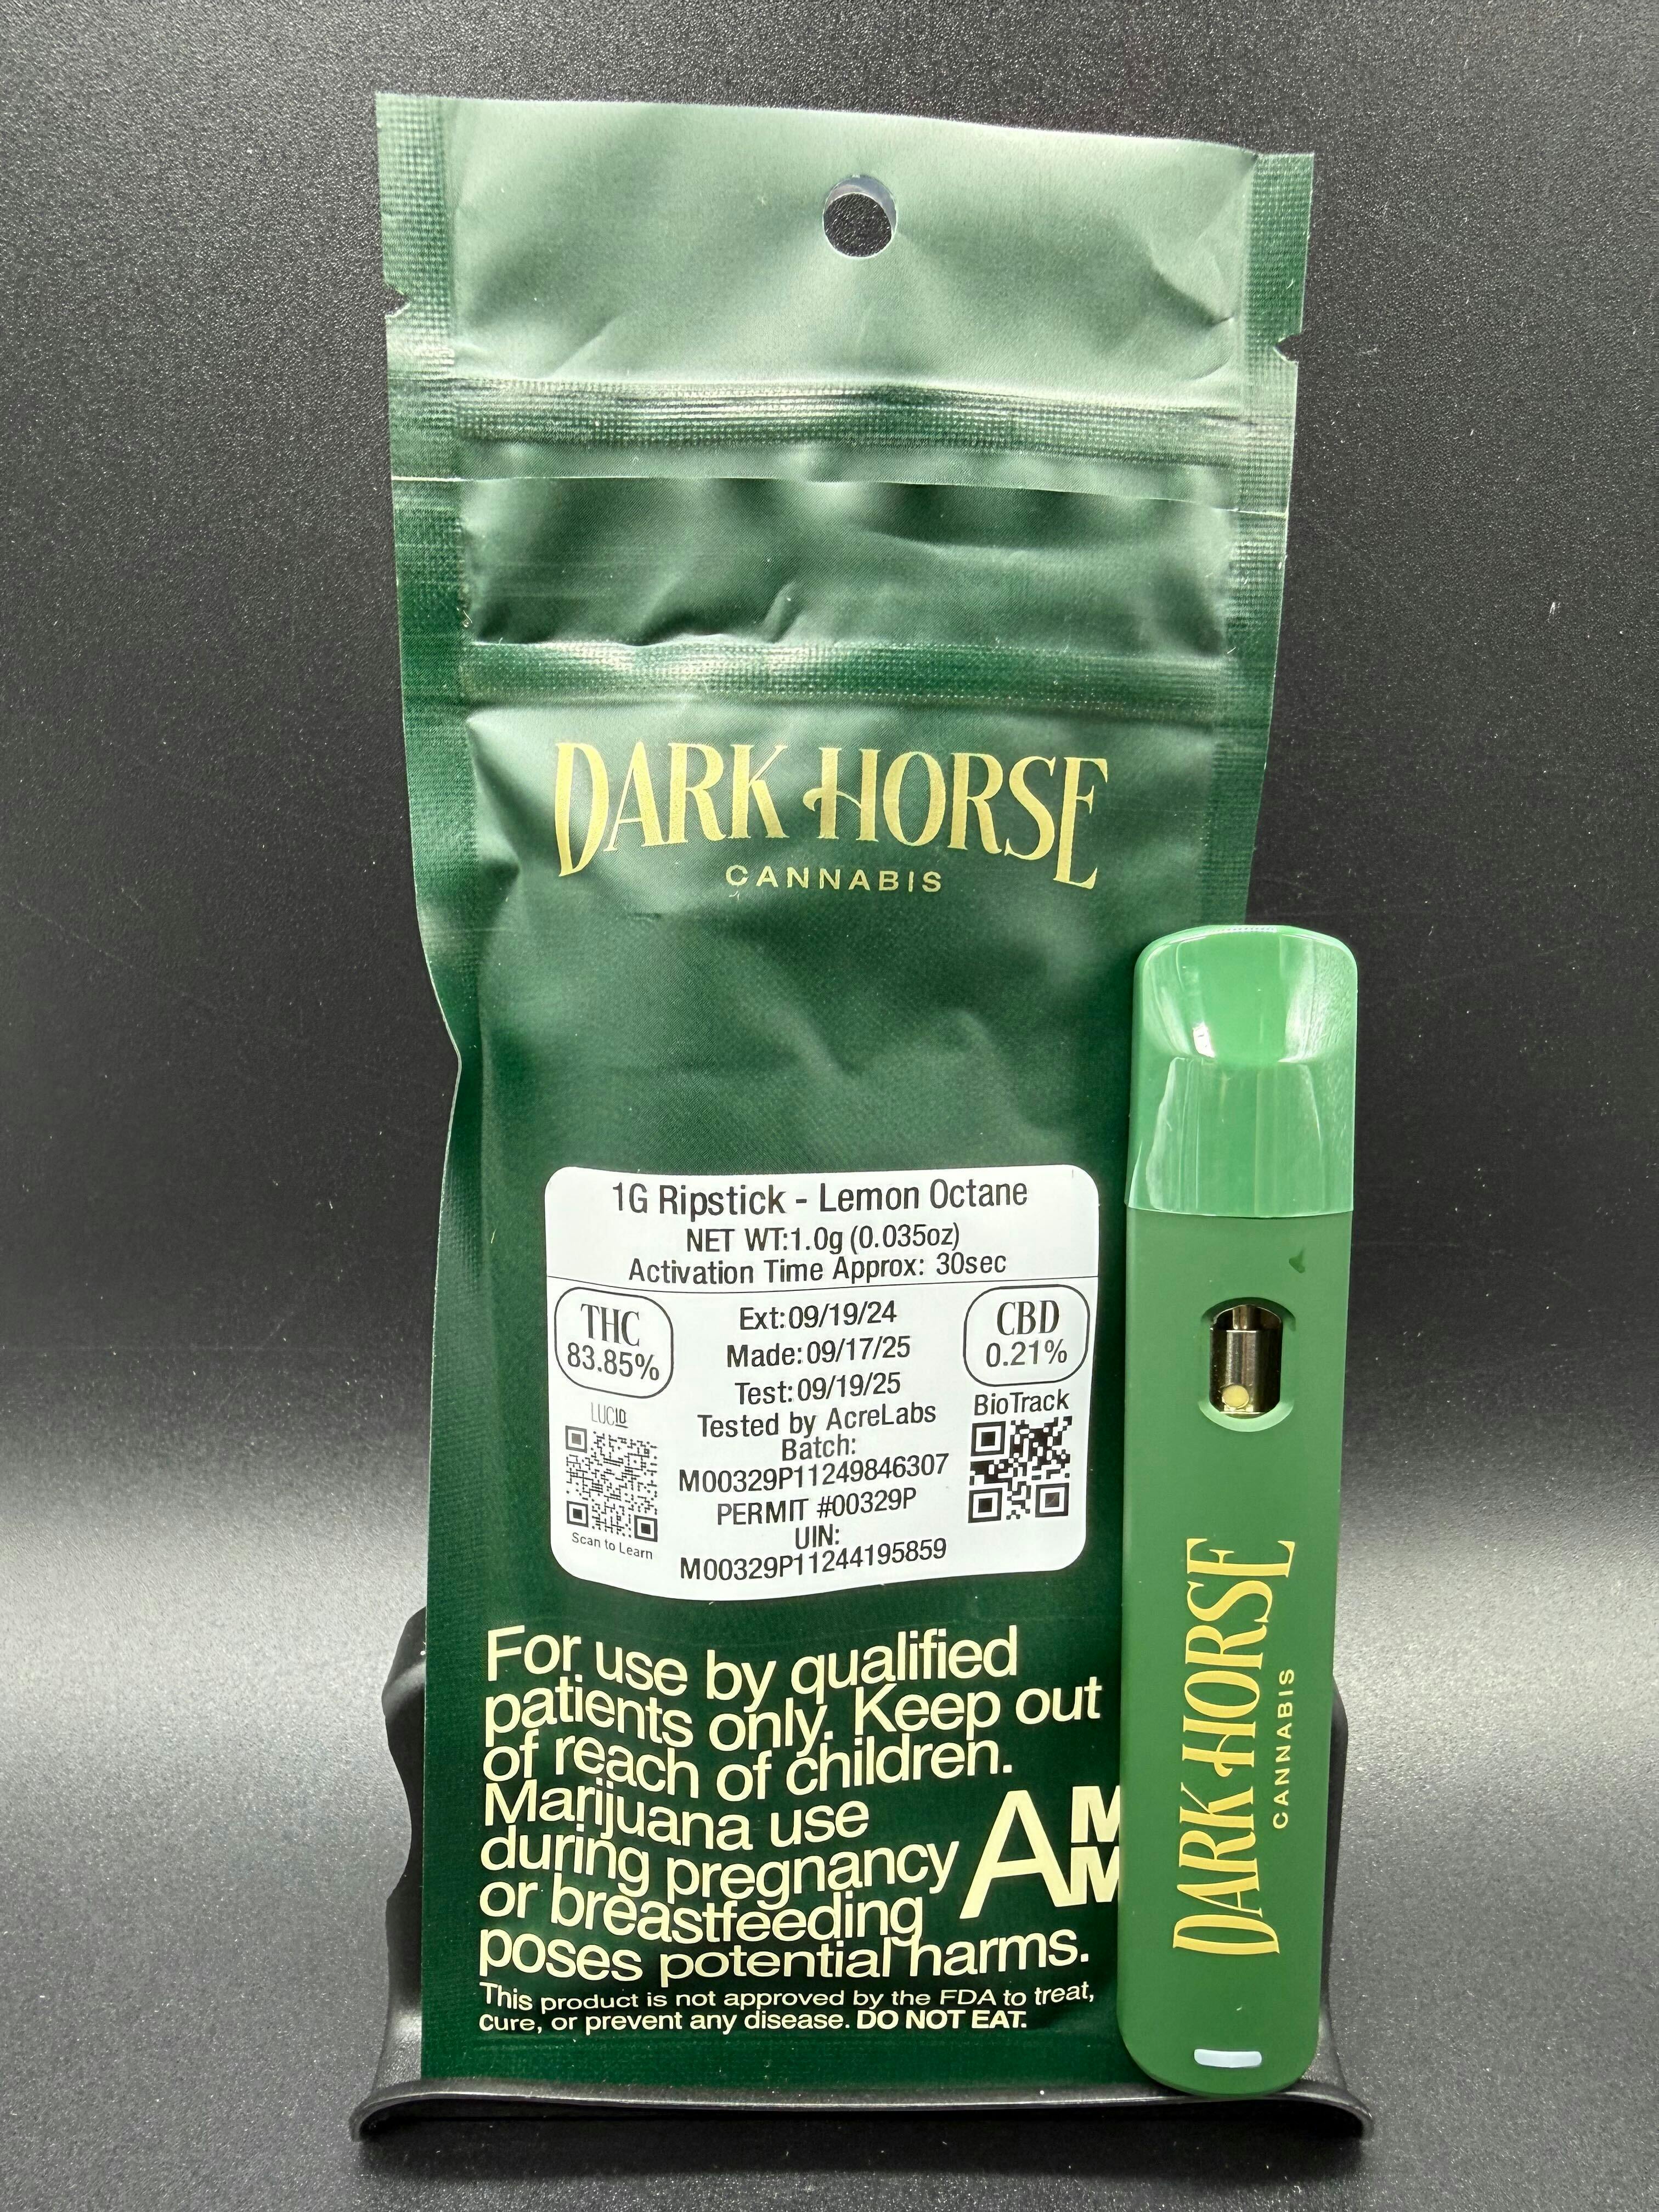 DARK HORSE
CANNABIS
1G Ripstick - Lemon Octane
NET WT:1.0g (0.035oz)
Activation Time Approx: 30sec
THC
83.85%
Ext:09/19/24
Made:09/17/25
Test:09/19/25
CBD
0.21%
LUCID
Scan to Learn
Tested by AcreLabs
Batch:
M00329P11249846307
PERMIT #00329P
UIN:
M00329P11244195859
BioTrack
For use by qualified
patients only. Keep out
of reach of children.
Marijuana use
during pregnancy
or breastfeeding
poses potential harms.
AMM
This product is not approved by the FDA to treat,
cure, or prevent any disease. DO NOT EAT.
DARK HORSE
CANNABIS